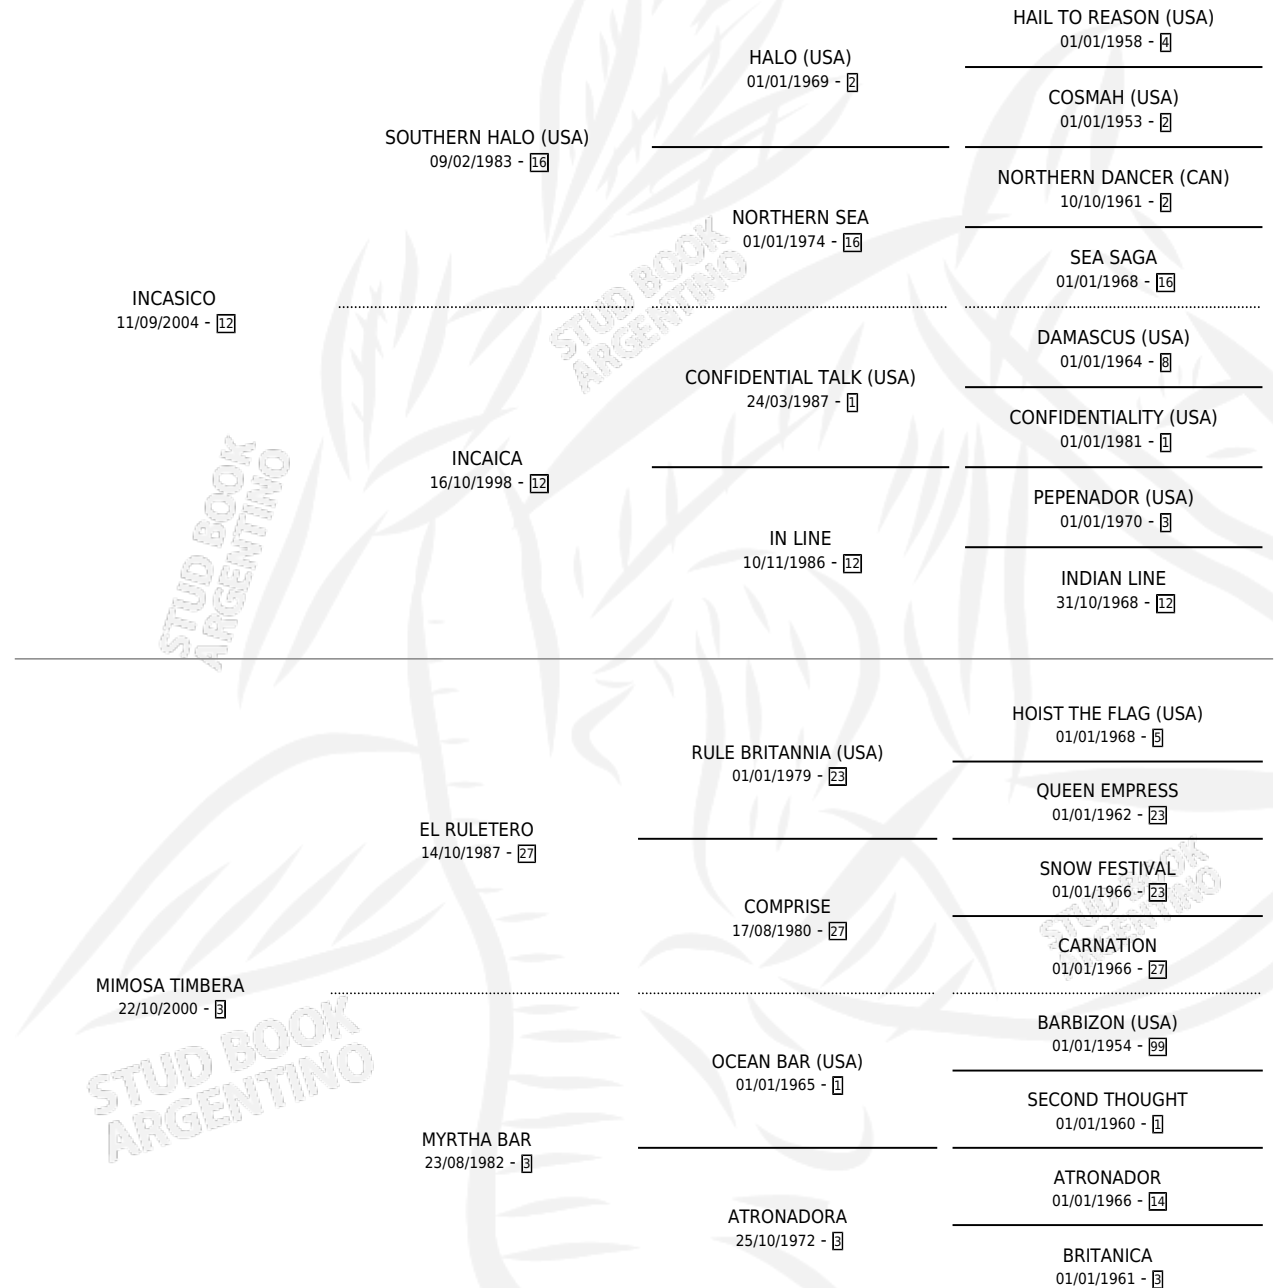 HAIL TO REASON (USA)
01/01/1958 - 4
HALO (USA)
01/01/1969 - 2
COSMAH (USA)
01/01/1953 - 2
SOUTHERN HALO (USA)
09/02/1983 - 16
NORTHERN DANCER (CAN)
10/10/1961 - 2
NORTHERN SEA
01/01/1974 - 16
SEA SAGA
01/01/1968 - 16
INCASICO
11/09/2004 - 12
STUD BOOK
ARGENTINO
DAMASCUS (USA)
01/01/1964 - 8
CONFIDENTIAL TALK (USA)
24/03/1987 - 1
CONFIDENTIALITY (USA)
01/01/1981 - 1
INCAICA
16/10/1998 - 12
PEPENADOR (USA)
01/01/1970 - 3
IN LINE
10/11/1986 - 12
INDIAN LINE
31/10/1968 - 12
STUD BOOK
ARGENTINO
HOIST THE FLAG (USA)
01/01/1968 - 5
RULE BRITANNIA (USA)
01/01/1979 - 23
QUEEN EMPRESS
01/01/1962 - 23
EL RULETERO
14/10/1987 - 27
SNOW FESTIVAL
01/01/1966 - 23
COMPRISE
17/08/1980 - 27
STUD BOOK
ARGENTINO
CARNATION
01/01/1966 - 27
MIMOSA TIMBERA
22/10/2000 - 3
BARBIZON (USA)
01/01/1954 - 99
OCEAN BAR (USA)
01/01/1965 - 1
SECOND THOUGHT
01/01/1960 - 1
STUD BOOK
ARGENTINO
MYRTHA BAR
23/08/1982 - 3
ATRONADOR
01/01/1966 - 14
ATRONADORA
25/10/1972 - 3
BRITANICA
01/01/1961 - 3